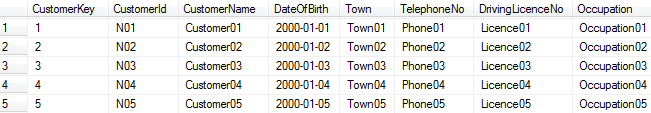 CustomerKey CustomerId CustomerName DateOfBirth Town TelephoneNo DrivingLicenceNo Occupation
1 1 N01 Customer01 2000-01-01 Town01 Phone01 Licence01 Occupation01
2 2 N02 Customer02 2000-01-02 Town02 Phone02 Licence02 Occupation02
3 3 N03 Customer03 2000-01-03 Town03 Phone03 Licence03 Occupation03
4 4 N04 Customer04 2000-01-04 Town04 Phone04 Licence04 Occupation04
5 5 N05 Customer05 2000-01-05 Town05 Phone05 Licence05 Occupation05